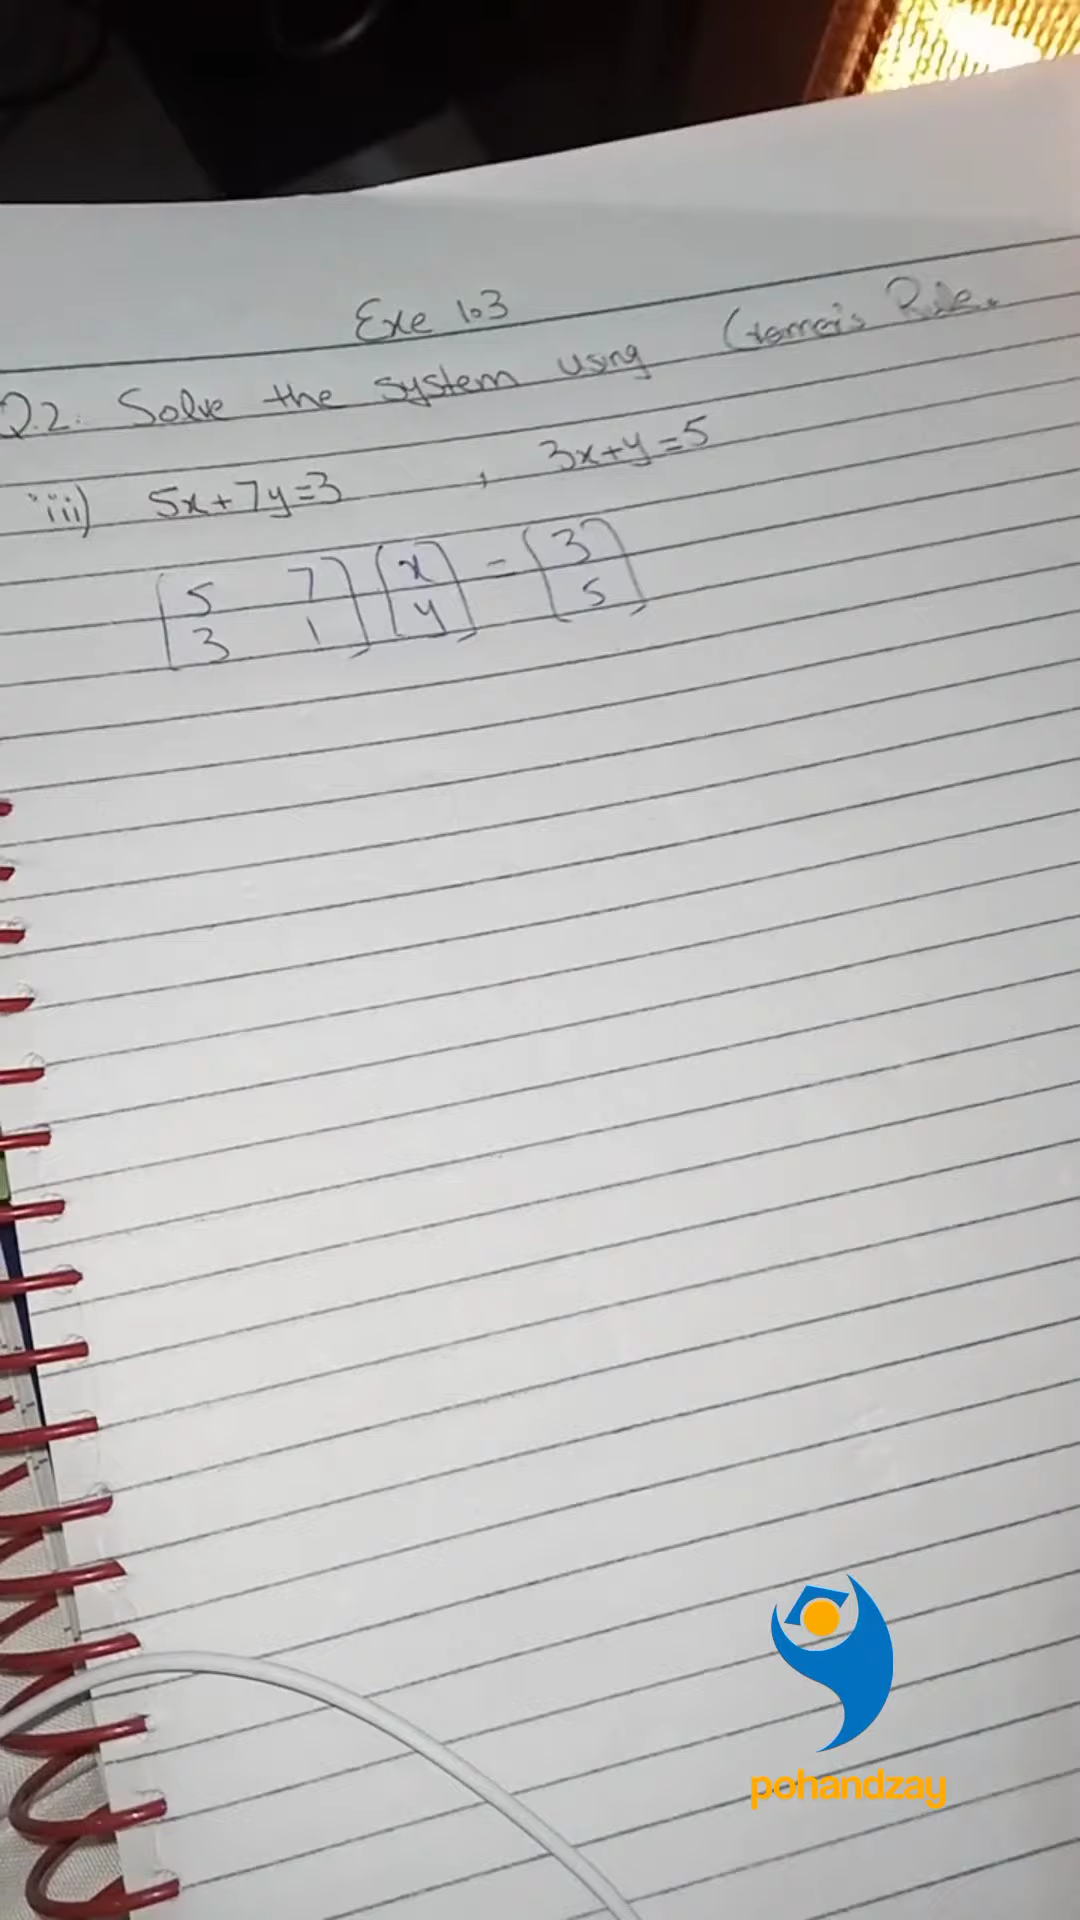 Exe 1.3
Q.2. Solve the system using Cramer's Rule.
iii) 5x+7y=3 , 3x+y=5
[5 7] [x] = [3]
[3 1] [y] [5]
pohandzay